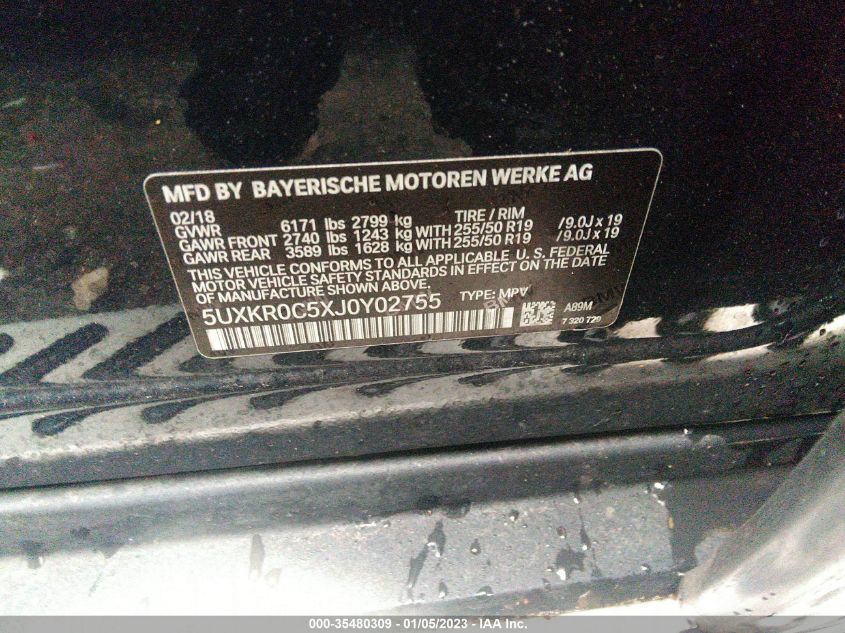 MFD BY BAYERISCHE MOTOREN WERKE AG
02/18 TIRE / RIM
GVWR 6171 lbs 2799 kg
GAWR FRONT 2740 lbs 1243 kg WITH 255/50 R19 /9.0J x 19
GAWR REAR 3589 lbs 1628 kg WITH 255/50 R19 /9.0J x 19
THIS VEHICLE CONFORMS TO ALL APPLICABLE U.S. FEDERAL
MOTOR VEHICLE SAFETY STANDARDS IN EFFECT ON THE DATE
OF MANUFACTURE SHOWN ABOVE.
5UXKR0C5XJ0Y02755 TYPE: MPV
A89M
7 320 720
000-35480309 - 01/05/2023 - IAA Inc.